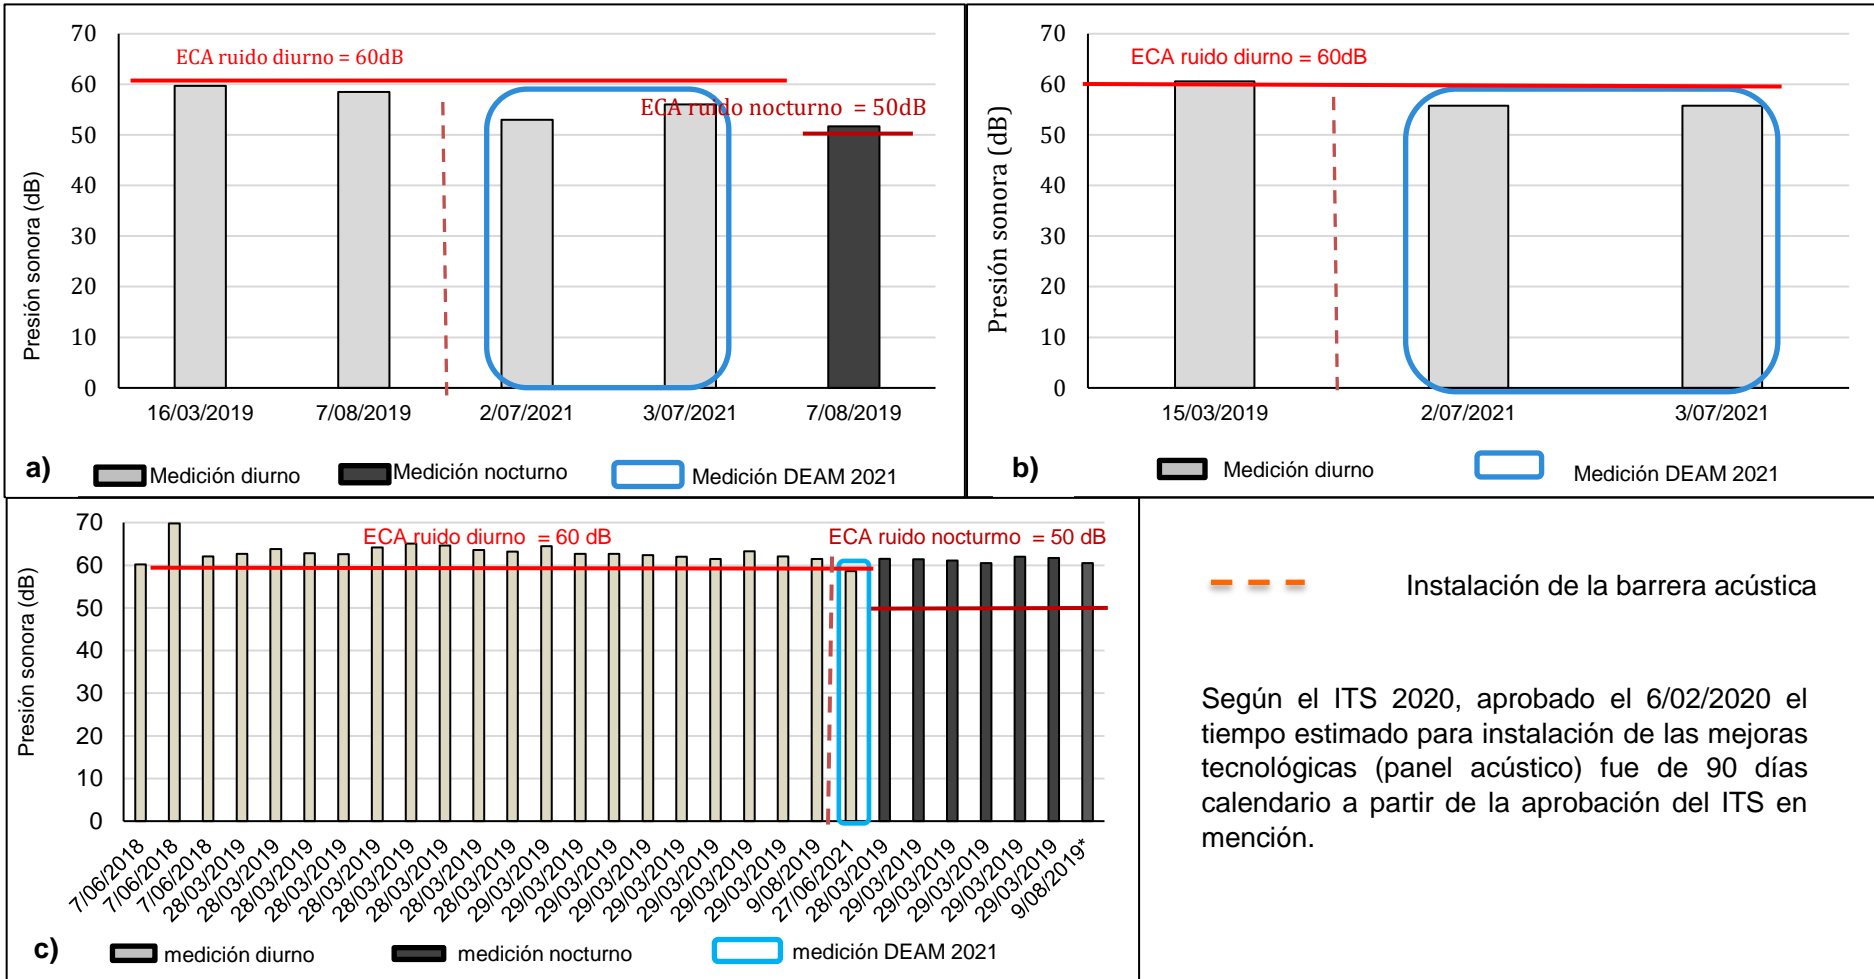 70
60
50
40
30
20
10
0
Presión sonora (dB)
ECA ruido diurno = 60dB
ECA ruido nocturno = 50dB
16/03/2019 7/08/2019 2/07/2021 3/07/2021 7/08/2019
a)
Medición diurno Medición nocturno Medición DEAM 2021
70
60
50
40
30
20
10
0
Presión sonora (dB)
ECA ruido diurno = 60dB
15/03/2019 2/07/2021 3/07/2021
b)
Medición diurno Medición DEAM 2021
70
60
50
40
30
20
10
0
Presión sonora (dB)
ECA ruido diurno = 60 dB
ECA ruido nocturmo = 50 dB
7/06/2018
7/06/2018
7/06/2018
28/03/2019
28/03/2019
28/03/2019
28/03/2019
28/03/2019
28/03/2019
28/03/2019
28/03/2019
28/03/2019
29/03/2019
29/03/2019
29/03/2019
29/03/2019
29/03/2019
29/03/2019
29/03/2019
29/03/2019
9/08/2019
27/06/2021
28/03/2019
29/03/2019
29/03/2019
29/03/2019
29/03/2019
29/03/2019
9/08/2019*
c)
medición diurno medición nocturno medición DEAM 2021
Instalación de la barrera acústica
Según el ITS 2020, aprobado el 6/02/2020 el
tiempo estimado para instalación de las mejoras
tecnológicas (panel acústico) fue de 90 días
calendario a partir de la aprobación del ITS en
mención.